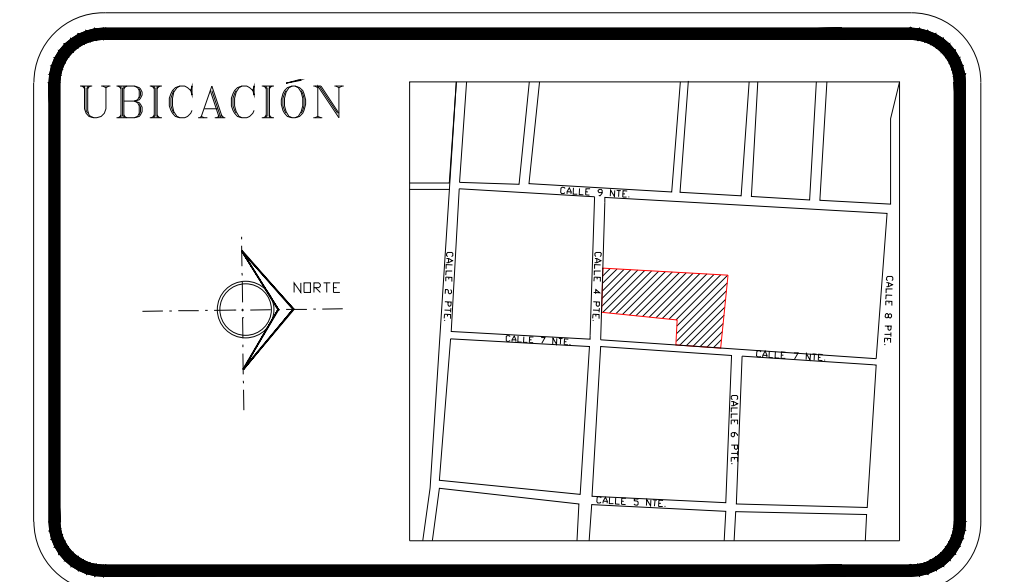 UBICACIÓN
NORTE
CALLE 9 NTE.
CALLE 2 PTE.
CALLE 4 PTE.
CALLE 8 PTE.
CALLE 7 NTE.
CALLE 7 NTE.
CALLE 6 PTE.
CALLE 5 NTE.